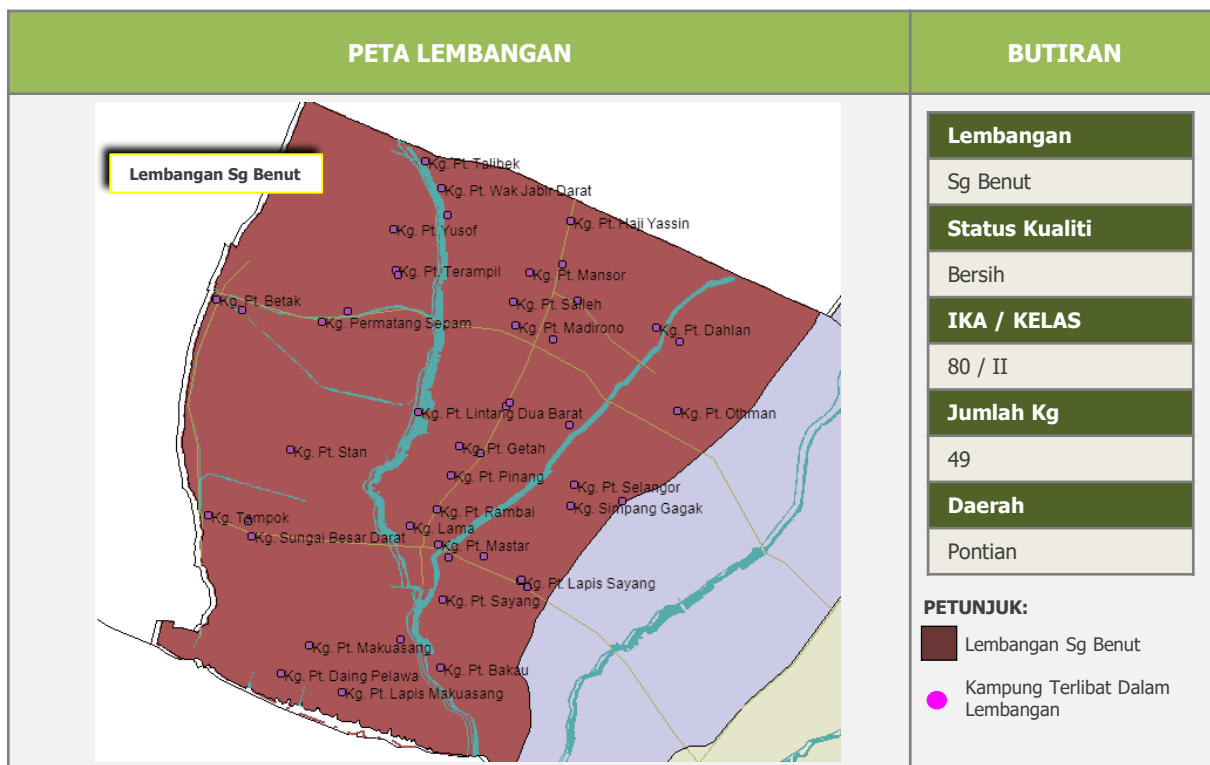 PETA LEMBANGAN
BUTIRAN
Lembangan Sg Benut
Kg. Pt. Talibek
Kg. Pt. Wak Jabir Darat
Kg. Pt. Haji Yassin
Kg. Pt. Yusof
Kg. Pt. Terampil
Kg. Pt. Mansor
Kg. Pt. Betak
Kg. Pt. Salleh
Kg. Permatang Sepam
Kg. Pt. Madirono
Kg. Pt. Dahlan
Kg. Pt. Lintang Dua Barat
Kg. Pt. Othman
Kg. Pt. Stan
Kg. Pt. Getah
Kg. Pt. Pinang
Kg. Pt. Selangor
Kg. Simpang Gagak
Kg. Pt. Rambai
Kg. Tampok
Kg. Lama
Kg. Sungai Besar Darat
Kg. Pt. Mastar
Kg. Pt. Lapis Sayang
Kg. Pt. Sayang
Kg. Pt. Makuasang
Kg. Pt. Bakau
Kg. Pt. Daing Pelawa
Kg. Pt. Lapis Makuasang
Lembangan
Sg Benut
Status Kualiti
Bersih
IKA / KELAS
80 / II
Jumlah Kg
49
Daerah
Pontian
PETUNJUK:
Lembangan Sg Benut
Kampung Terlibat Dalam
Lembangan